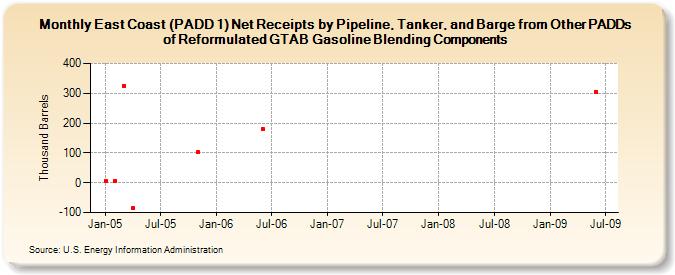 Monthly East Coast (PADD 1) Net Receipts by Pipeline, Tanker, and Barge from Other PADDs
of Reformulated GTAB Gasoline Blending Components
Thousand Barrels
400
300
200
100
0
-100
Jan-05 Jul-05 Jan-06 Jul-06 Jan-07 Jul-07 Jan-08 Jul-08 Jan-09 Jul-09
Source: U.S. Energy Information Administration